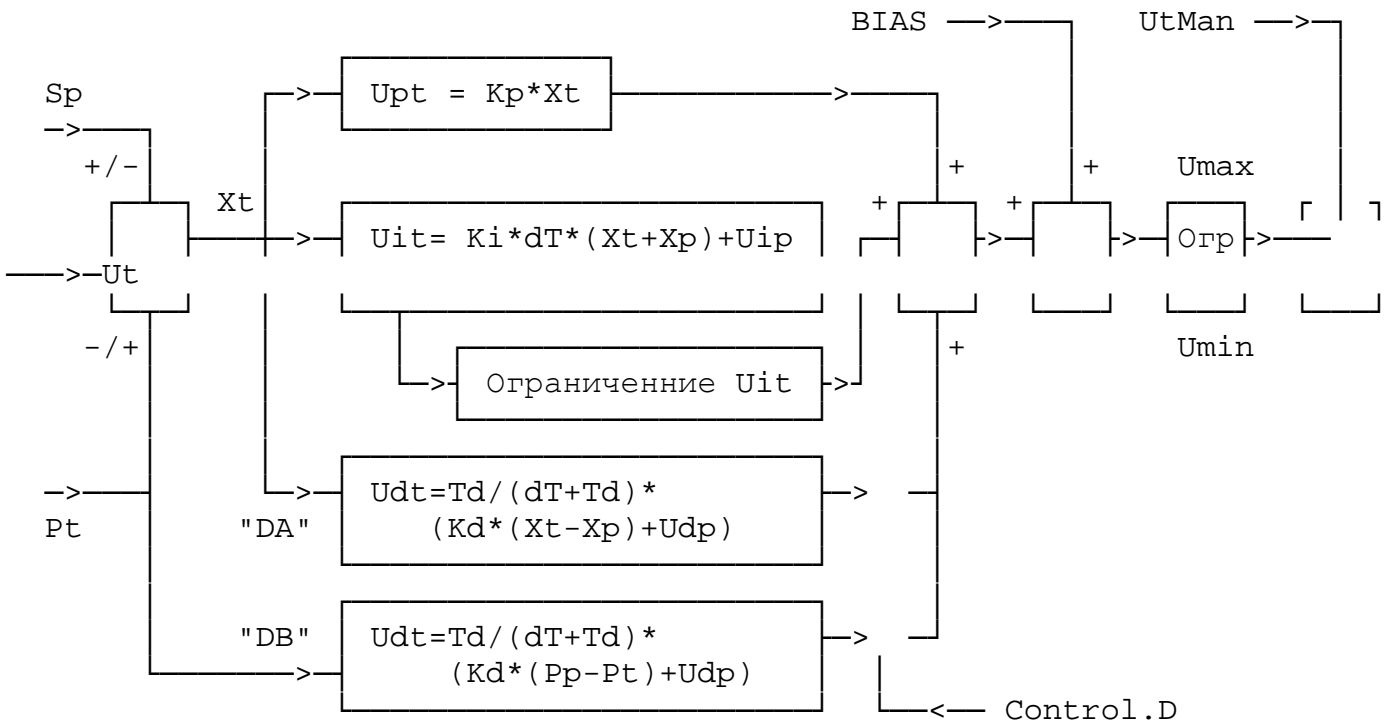 BIAS UtMan
Sp
Upt = Kp*Xt
+/- + + Umax
Xt + +
Uit= Ki*dT*(Xt+Xp)+Uip Огр
Ut
-/+ + Umin
Ограниченние Uit
Udt=Td/(dT+Td)*
Pt "DA" (Kd*(Xt-Xp)+Udp)
"DB" Udt=Td/(dT+Td)*
(Kd*(Pp-Pt)+Udp)
Control.D